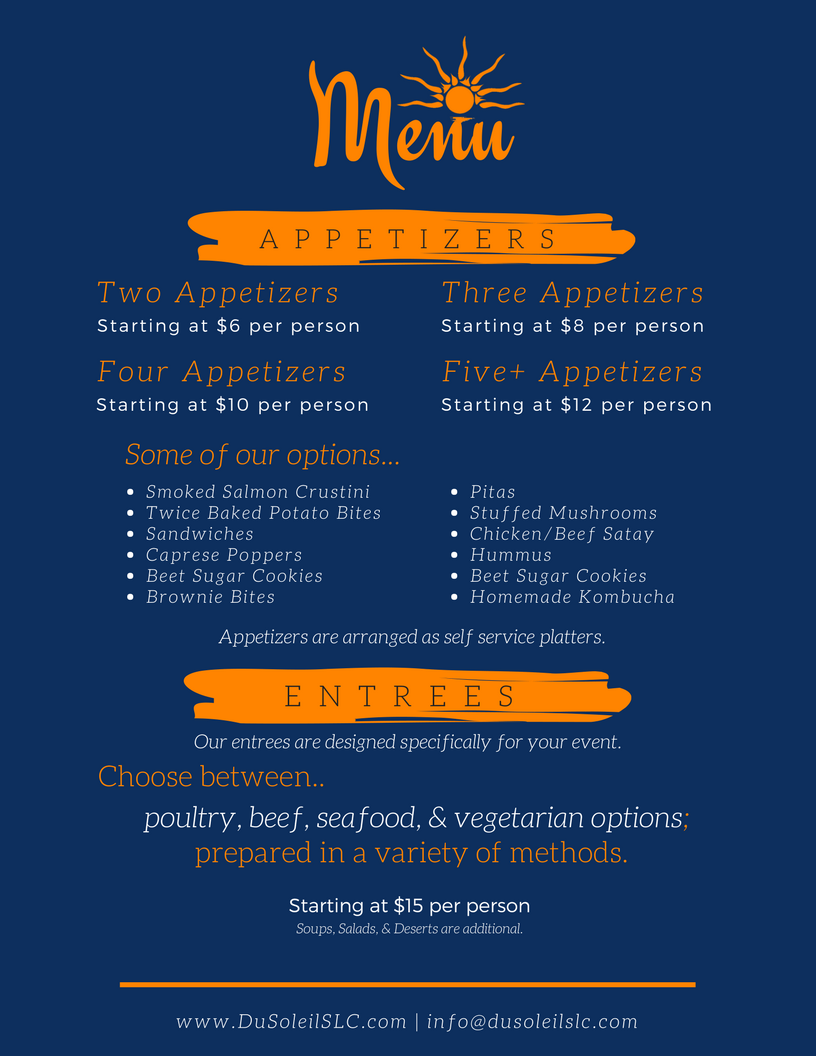 Menu
APPETIZERS
Two Appetizers
Starting at $6 per person
Three Appetizers
Starting at $8 per person
Four Appetizers
Starting at $10 per person
Five+ Appetizers
Starting at $12 per person
Some of our options...
• Smoked Salmon Crustini
• Twice Baked Potato Bites
• Sandwiches
• Caprese Poppers
• Beet Sugar Cookies
• Brownie Bites
• Pitas
• Stuffed Mushrooms
• Chicken/Beef Satay
• Hummus
• Beet Sugar Cookies
• Homemade Kombucha
Appetizers are arranged as self service platters.
ENTREES
Our entrees are designed specifically for your event.
Choose between..
poultry, beef, seafood, & vegetarian options;
prepared in a variety of methods.
Starting at $15 per person
Soups, Salads, & Deserts are additional.
www.DuSoleilSLC.com | info@dusoleilslc.com